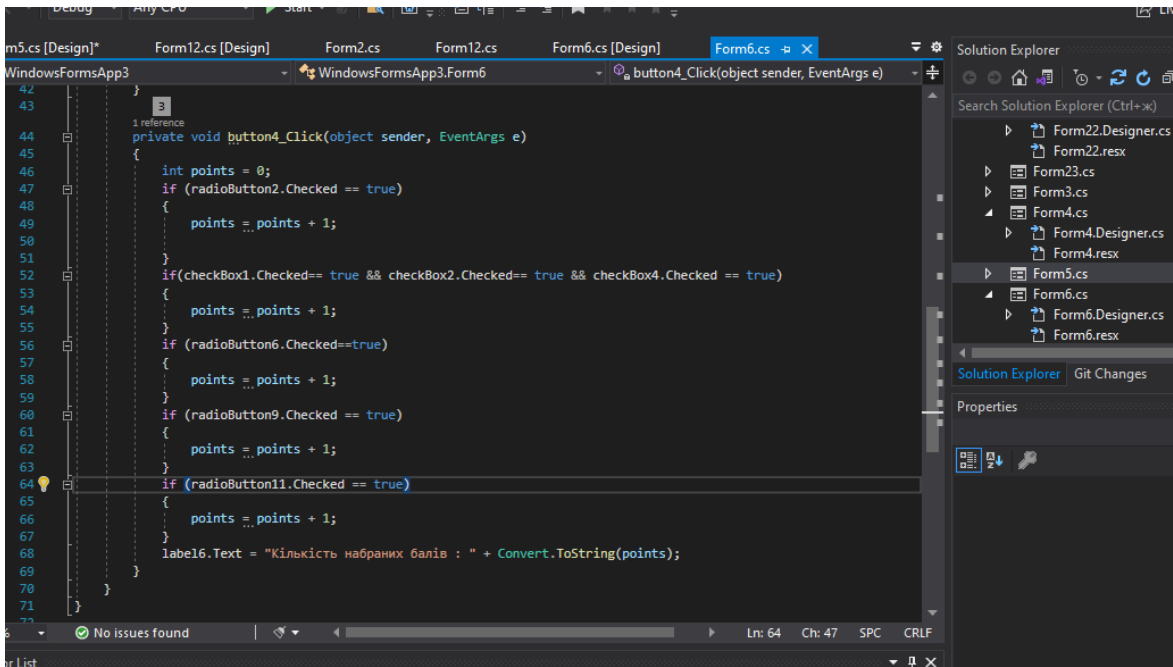 Debug
Any CPU
Start
m5.cs [Design]*
Form12.cs [Design]
Form2.cs
Form12.cs
Form6.cs [Design]
Form6.cs
WindowsFormsApp3
WindowsFormsApp3.Form6
button4_Click(object sender, EventArgs e)
42 }
43 3
1 reference
44 private void button4_Click(object sender, EventArgs e)
45 {
46 int points = 0;
47 if (radioButton2.Checked == true)
48 {
49 points = points + 1;
50
51 }
52 if(checkBox1.Checked== true && checkBox2.Checked== true && checkBox4.Checked == true)
53 {
54 points = points + 1;
55 }
56 if (radioButton6.Checked==true)
57 {
58 points = points + 1;
59 }
60 if (radioButton9.Checked == true)
61 {
62 points = points + 1;
63 }
64 if (radioButton11.Checked == true)
65 {
66 points = points + 1;
67 }
68 label6.Text = "Кількість набраних балів : " + Convert.ToString(points);
69 }
70 }
71 }
72
No issues found
Ln: 64 Ch: 47 SPC CRLF
Solution Explorer
Search Solution Explorer (Ctrl+ж)
Form22.Designer.cs
Form22.resx
Form23.cs
Form3.cs
Form4.cs
Form4.Designer.cs
Form4.resx
Form5.cs
Form6.cs
Form6.Designer.cs
Form6.resx
Solution Explorer Git Changes
Properties